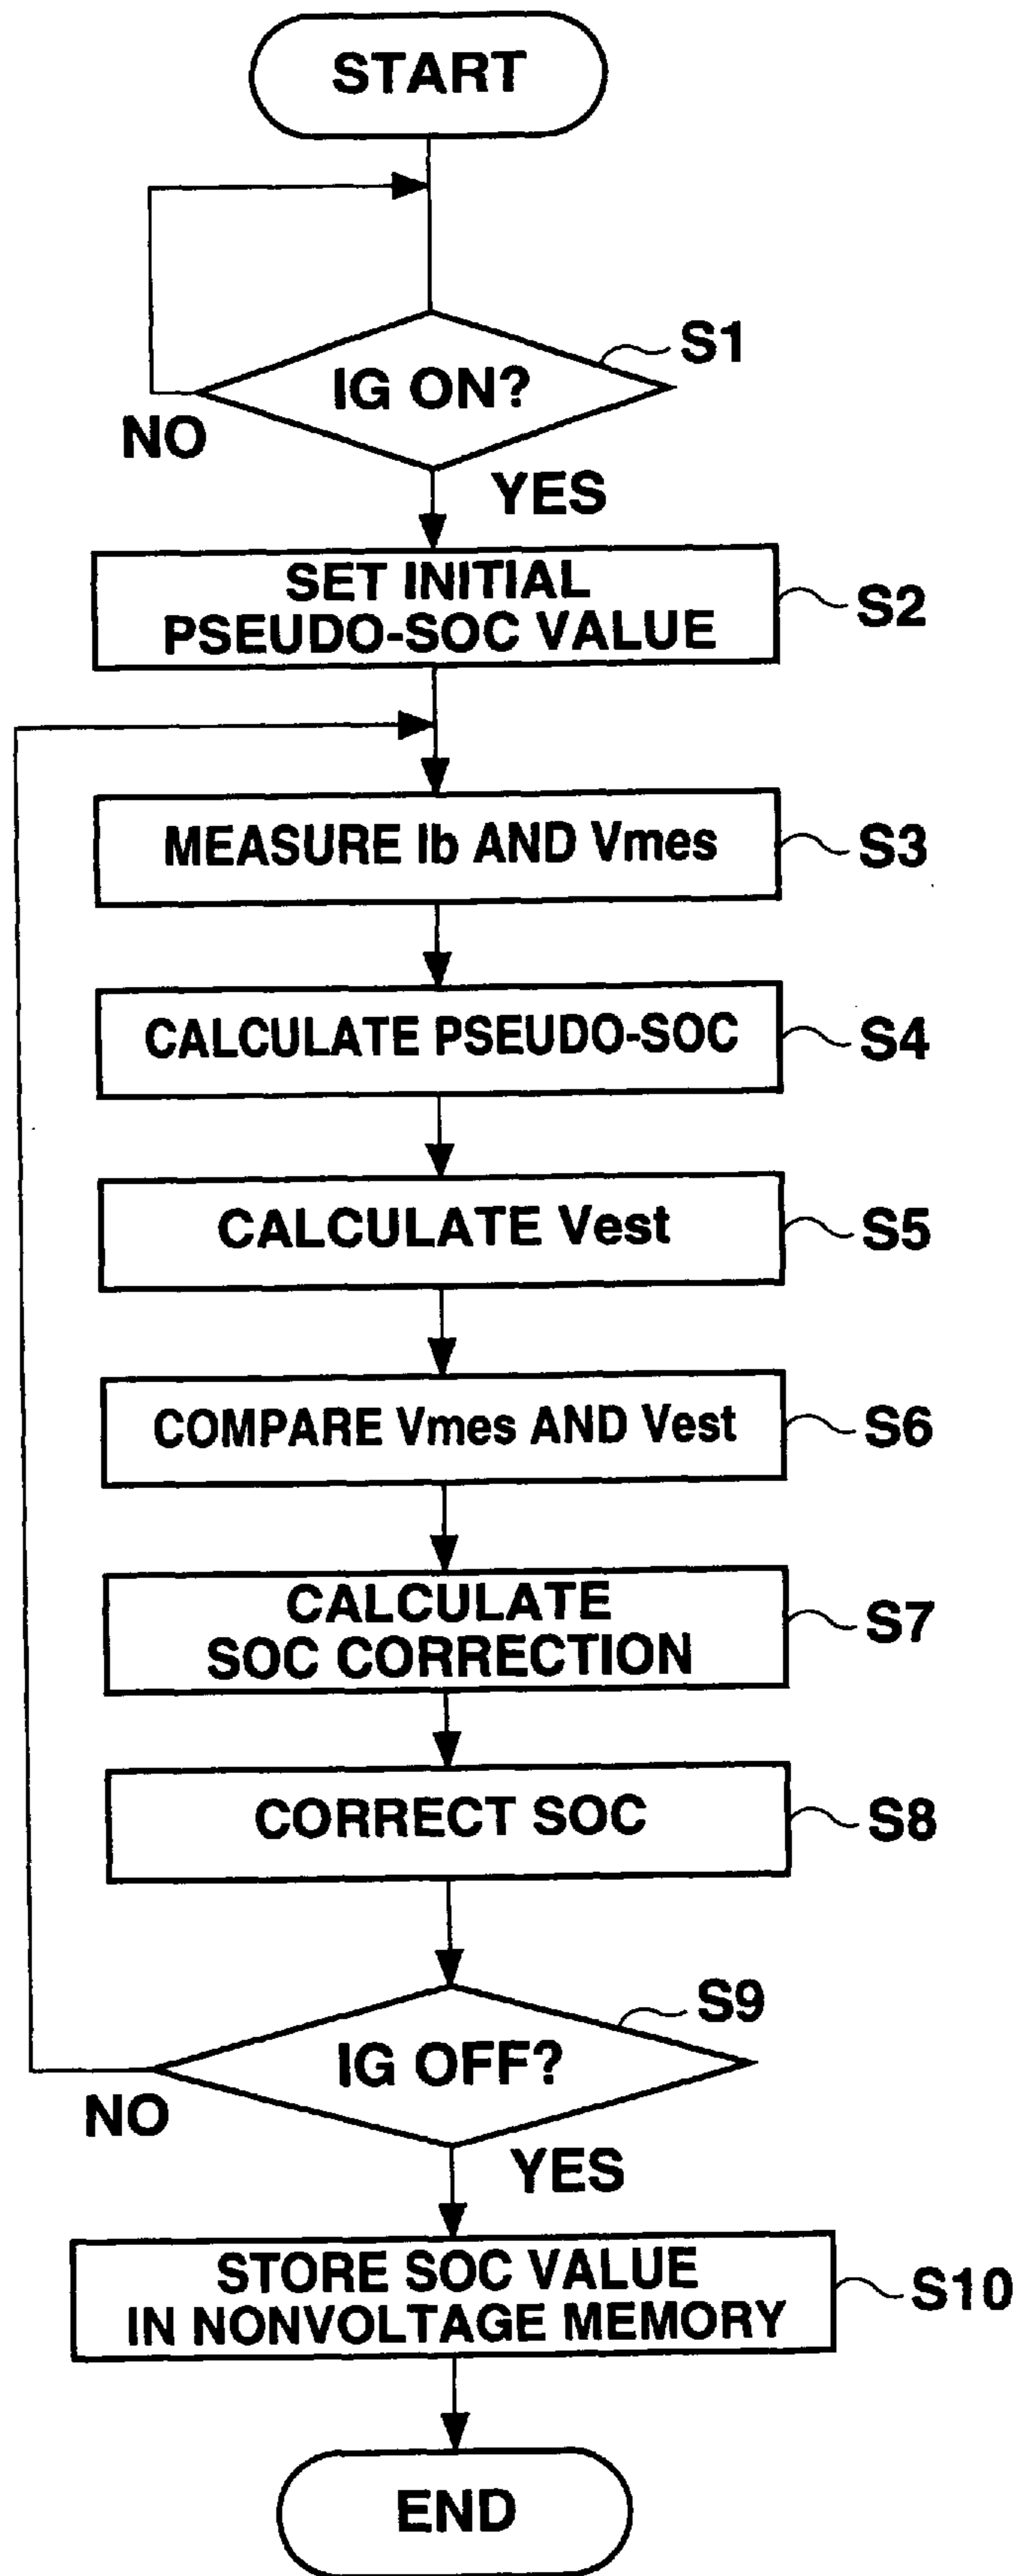 START
IG ON?
S1
NO
YES
SET INITIAL
PSEUDO-SOC VALUE
S2
MEASURE Ib AND Vmes
S3
CALCULATE PSEUDO-SOC
S4
CALCULATE Vest
S5
COMPARE Vmes AND Vest
S6
CALCULATE
SOC CORRECTION
S7
CORRECT SOC
S8
IG OFF?
S9
NO
YES
STORE SOC VALUE
IN NONVOLTAGE MEMORY
S10
END